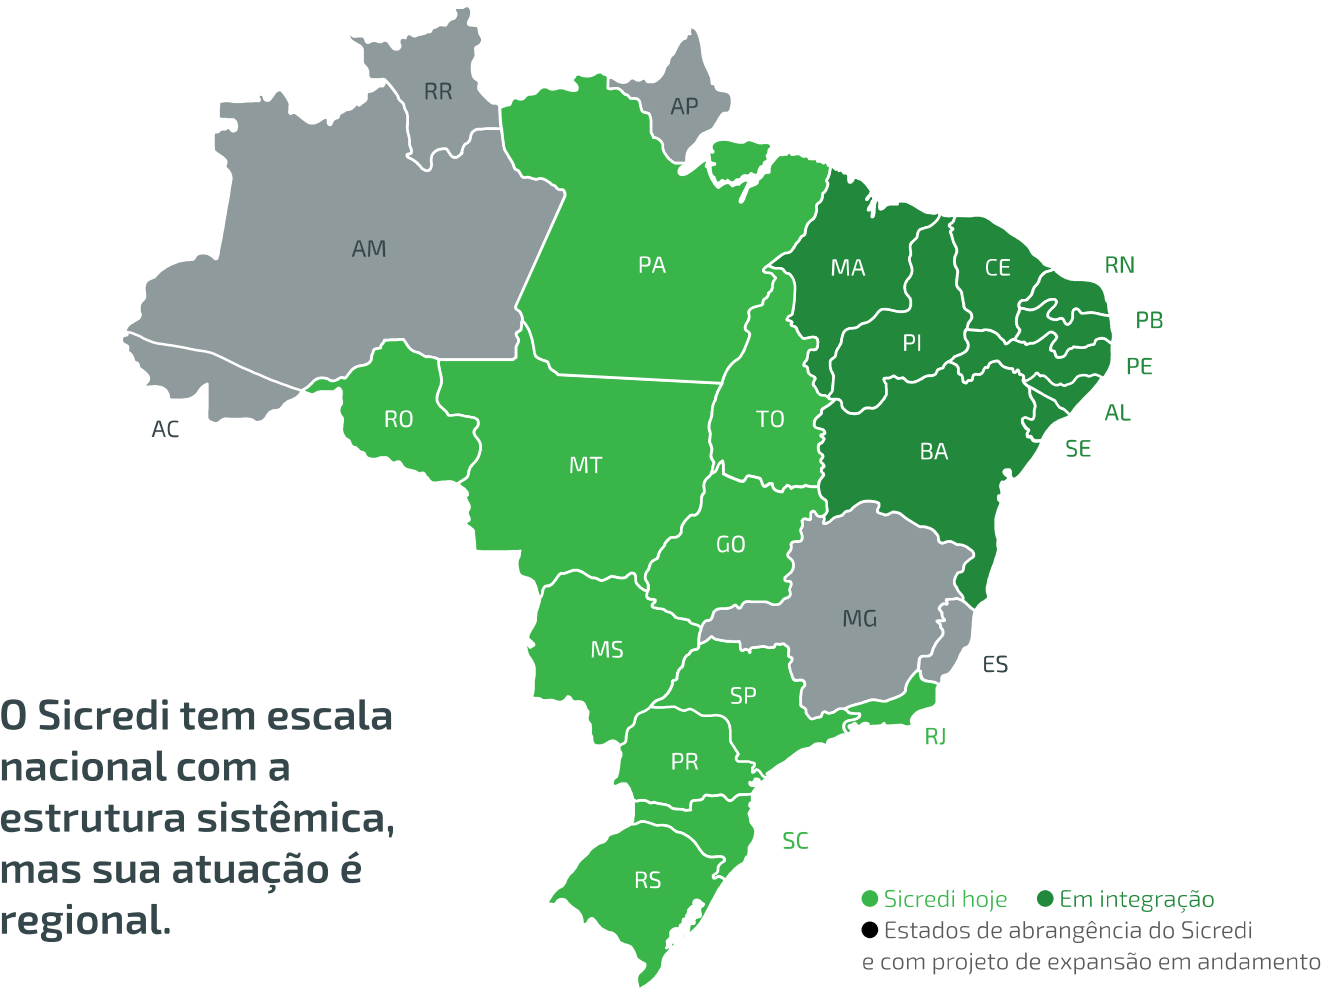 RR
AP
AM
PA
MA
CE
RN
PB
PI
PE
AC
RO
TO
AL
MT
BA
SE
GO
MG
MS
ES
SP
RJ
PR
SC
RS
O Sicredi tem escala
nacional com a
estrutura sistêmica,
mas sua atuação é
regional.
Sicredi hoje
Em integração
Estados de abrangência do Sicredi
e com projeto de expansão em andamento